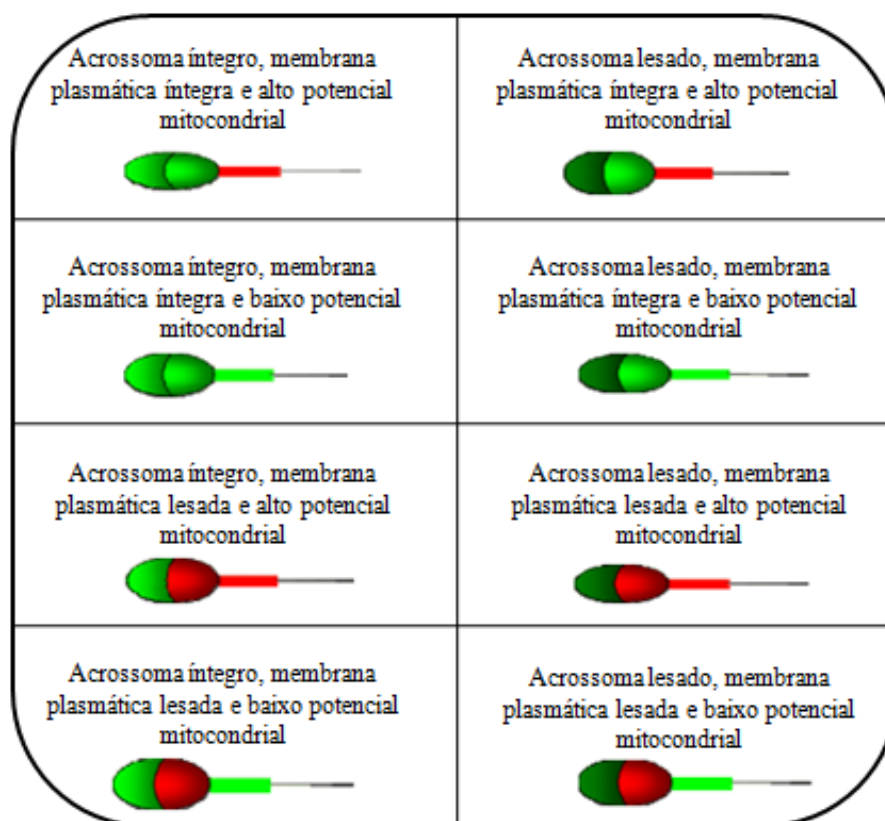 Acrossoma íntegro, membrana
plasmática íntegra e alto potencial
mitocondrial
Acrossoma lesado, membrana
plasmática íntegra e alto potencial
mitocondrial
Acrossoma íntegro, membrana
plasmática íntegra e baixo potencial
mitocondrial
Acrossoma lesado, membrana
plasmática íntegra e baixo potencial
mitocondrial
Acrossoma íntegro, membrana
plasmática lesada e alto potencial
mitocondrial
Acrossoma lesado, membrana
plasmática lesada e alto potencial
mitocondrial
Acrossoma íntegro, membrana
plasmática lesada e baixo potencial
mitocondrial
Acrossoma lesado, membrana
plasmática lesada e baixo potencial
mitocondrial